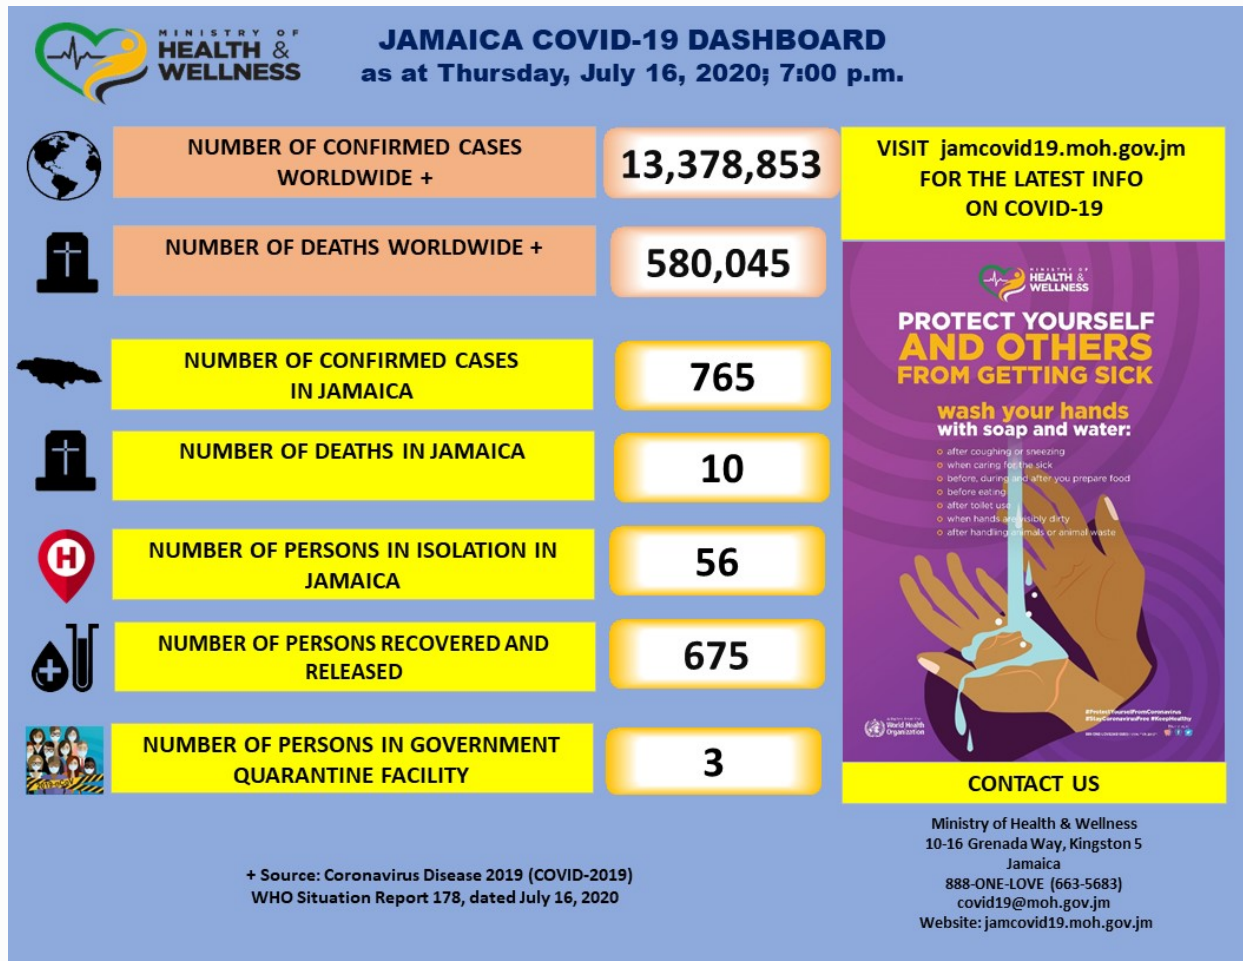 MINISTRY OF
HEALTH &
WELLNESS
JAMAICA COVID-19 DASHBOARD
as at Thursday, July 16, 2020; 7:00 p.m.
NUMBER OF CONFIRMED CASES
WORLDWIDE +
13,378,853
NUMBER OF DEATHS WORLDWIDE +
580,045
NUMBER OF CONFIRMED CASES
IN JAMAICA
765
NUMBER OF DEATHS IN JAMAICA
10
H
NUMBER OF PERSONS IN ISOLATION IN
JAMAICA
56
NUMBER OF PERSONS RECOVERED AND
RELEASED
675
NUMBER OF PERSONS IN GOVERNMENT
QUARANTINE FACILITY
3
+ Source: Coronavirus Disease 2019 (COVID-2019)
WHO Situation Report 178, dated July 16, 2020
VISIT jamcovid19.moh.gov.jm
FOR THE LATEST INFO
ON COVID-19
MINISTRY OF
HEALTH &
WELLNESS
PROTECT YOURSELF
AND OTHERS
FROM GETTING SICK
wash your hands
with soap and water:
after coughing or sneezing
when caring for the sick
before, during and after you prepare food
before eating
after toilet use
when hands are visibly dirty
after handling animals or animal waste
World Health
Organization
#ProtectYourselfFromCoronavirus
#StayCoronavirusFree #KeepHealthy
CONTACT US
Ministry of Health & Wellness
10-16 Grenada Way, Kingston 5
Jamaica
888-ONE-LOVE (663-5683)
covid19@moh.gov.jm
Website: jamcovid19.moh.gov.jm